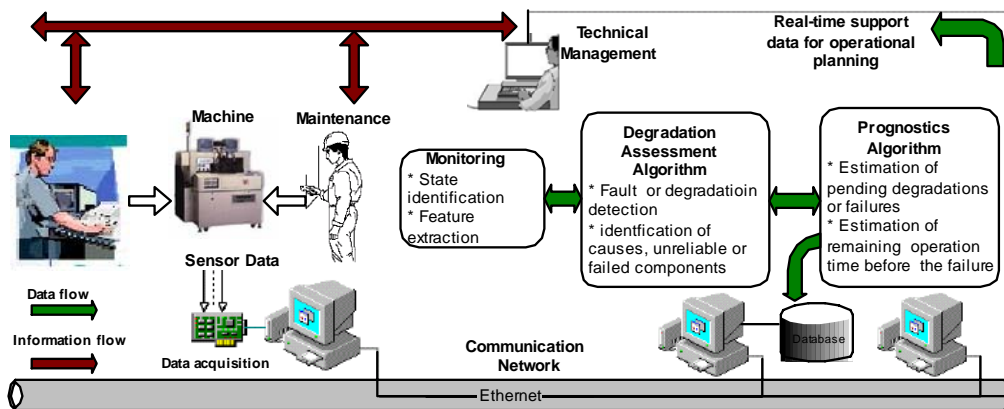 Technical
Management
Real-time support
data for operational
planning
Machine
Maintenance
Monitoring
* State
identification
* Feature
extraction
Degradation
Assessment
Algorithm
* Fault or degradatioin
detection
* identfication of
causes, unreliable or
failed components
Prognostics
Algorithm
* Estimation of
pending degradations
or failures
* Estimation of
remaining operation
time before the failure
Sensor Data
Data flow
Information flow
Data acquisition
Communication
Network
Database
Ethernet